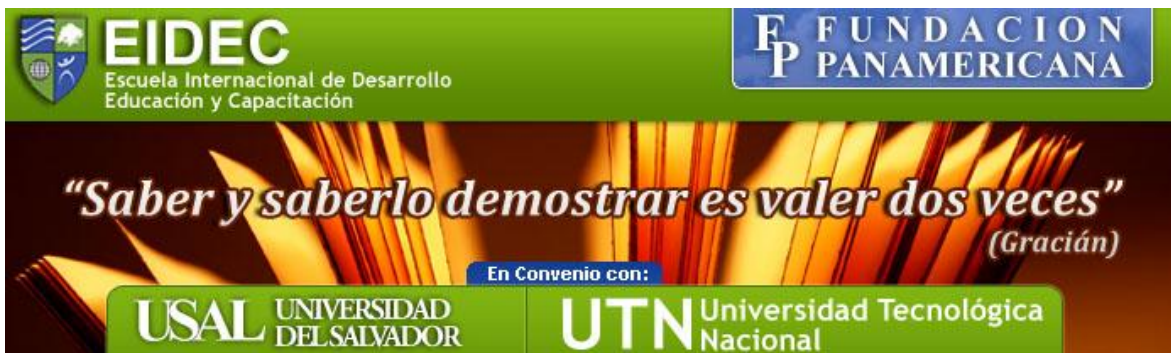 EIDEC
Escuela Internacional de Desarrollo
Educación y Capacitación
FP FUNDACION
PANAMERICANA
“Saber y saberlo demostrar es valer dos veces”
(Gracián)
En Convenio con:
USAL UNIVERSIDAD
DEL SALVADOR
UTN Universidad Tecnológica
Nacional